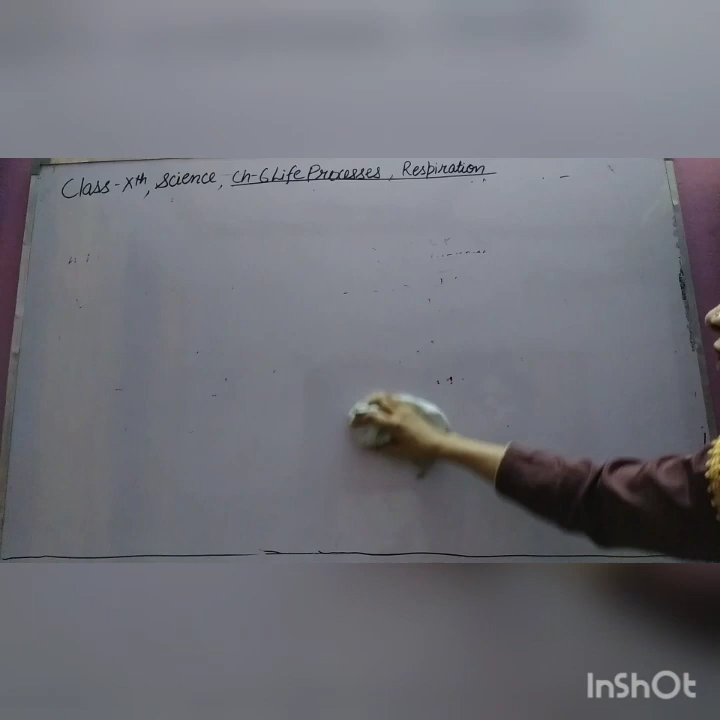 Class-Xth, Science, Ch-6 Life Processes, Respiration
InShOt